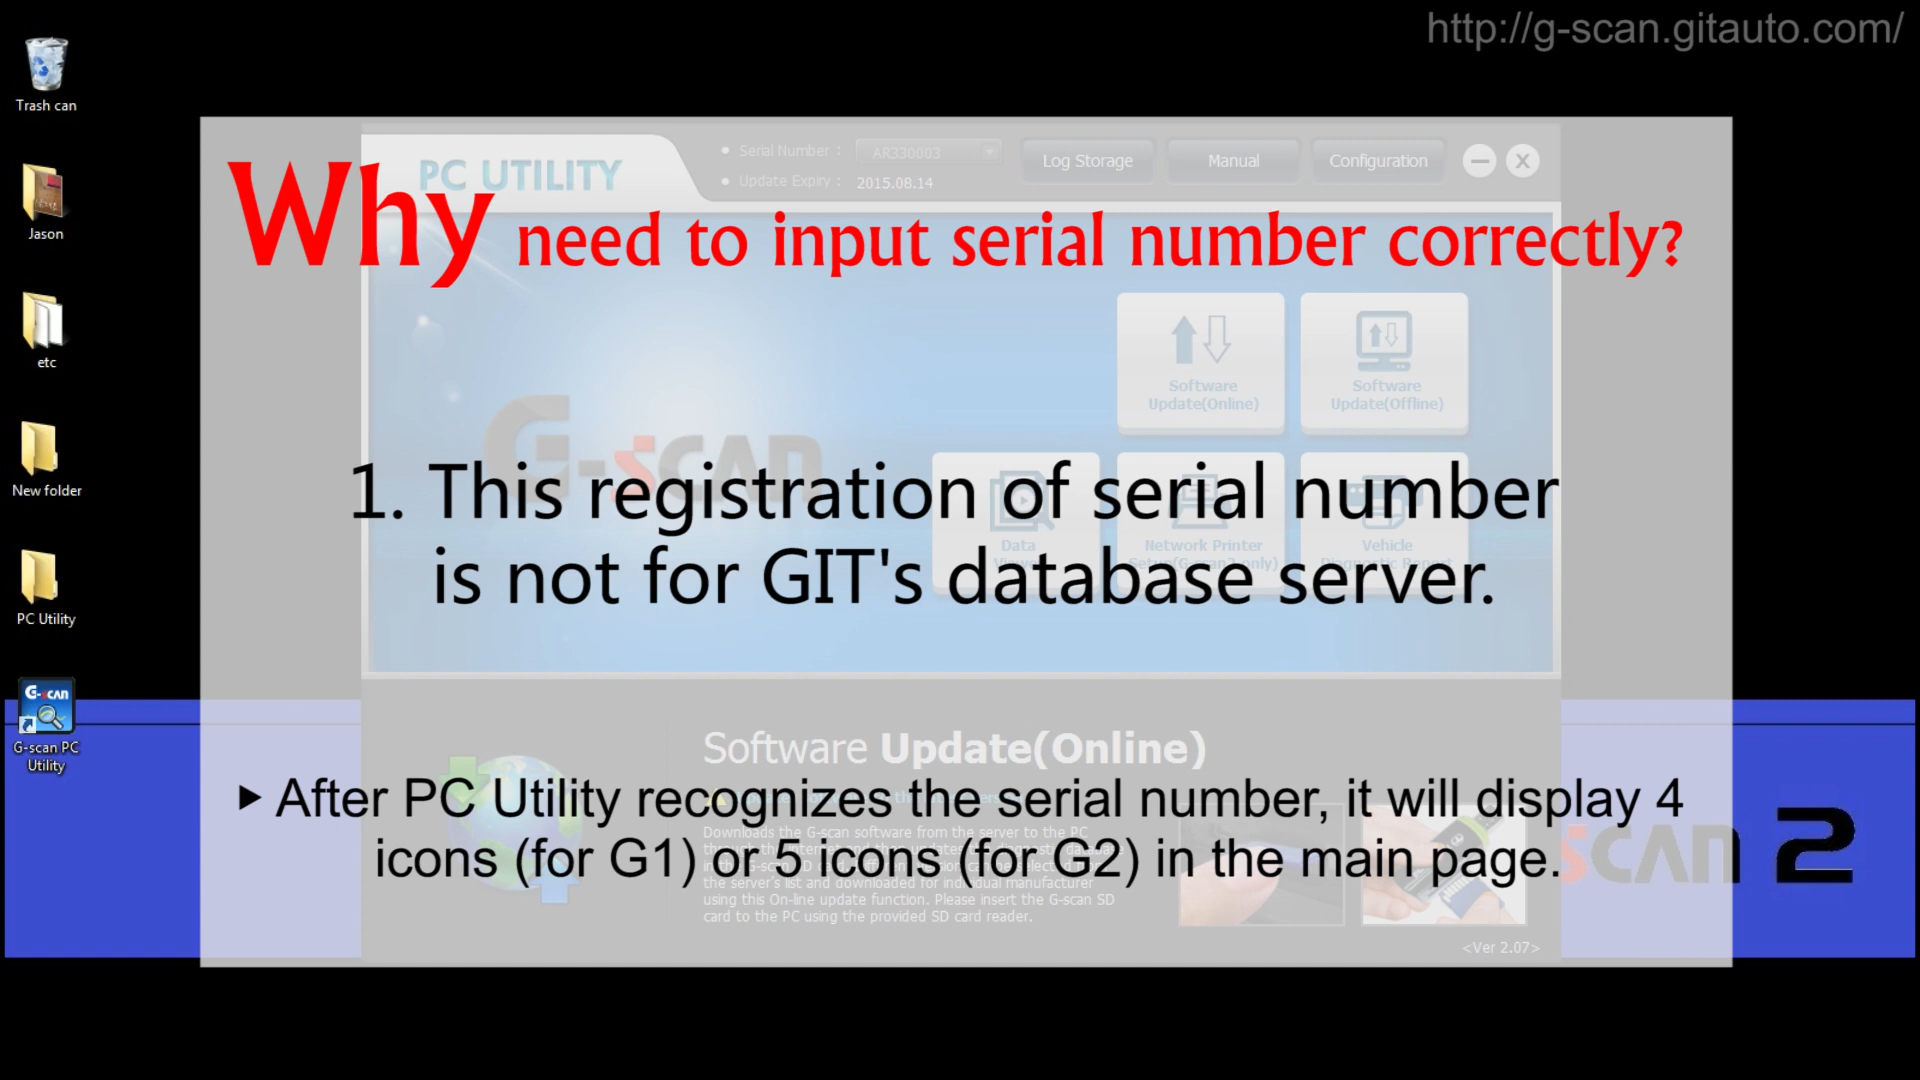 http://g-scan.gitauto.com/
Trash can
Jason
etc
New folder
PC Utility
G-scan PC
Utility
PC UTILITY
Serial Number :
AR330003
Update Expiry :
2015.08.14
Log Storage
Manual
Configuration
Why need to input serial number correctly?
Software
Update(Online)
Software
Update(Offline)
G-SCAN
1. This registration of serial number
is not for GIT's database server.
Data
Network Printer
Vehicle
Software Update(Online)
▶ After PC Utility recognizes the serial number, it will display 4
icons (for G1) or 5 icons (for G2) in the main page.
Downloads the G-scan software from the server to the PC
the server's list and downloaded for individual manufacturer
using this On-line update function. Please insert the G-scan SD
card to the PC using the provided SD card reader.
SCAN 2
<Ver 2.07>